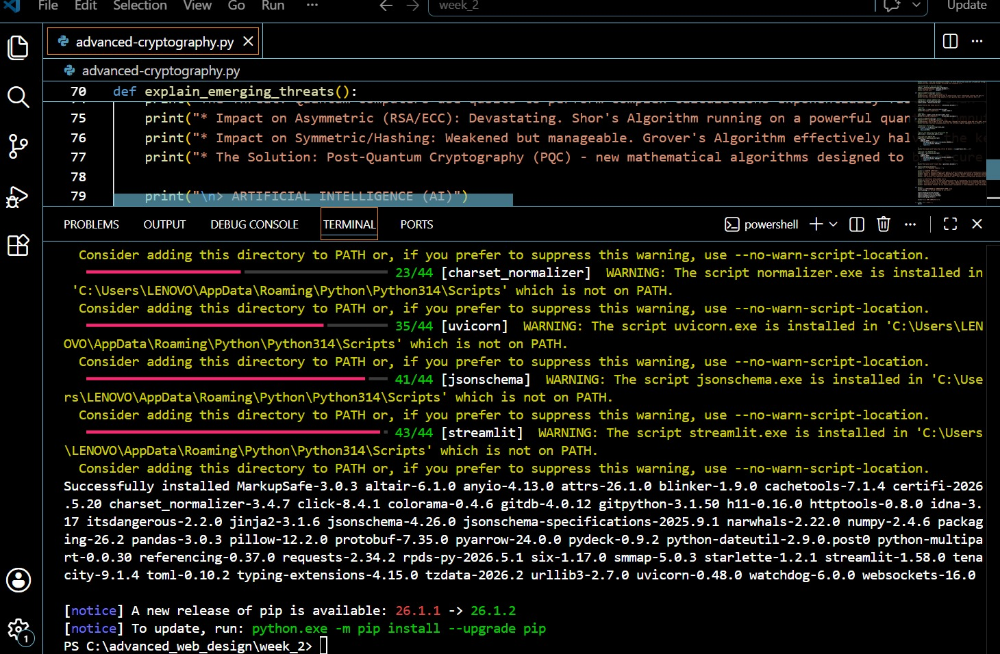 File Edit Selection View Go Run ··· week_2 Update
advanced-cryptography.py
advanced-cryptography.py
70 def explain_emerging_threats():
75 print("* Impact on Asymmetric (RSA/ECC): Devastating. Shor's Algorithm running on a powerful quan
76 print("* Impact on Symmetric/Hashing: Weakened but manageable. Grover's Algorithm effectively hal
77 print("* The Solution: Post-Quantum Cryptography (PQC) - new mathematical algorithms designed to
78
79 print("\n> ARTIFICIAL INTELLIGENCE (AI)")
PROBLEMS OUTPUT DEBUG CONSOLE TERMINAL PORTS powershell
Consider adding this directory to PATH or, if you prefer to suppress this warning, use --no-warn-script-location.
23/44 [charset_normalizer] WARNING: The script normalizer.exe is installed in
'C:\Users\LENOVO\AppData\Roaming\Python\Python314\Scripts' which is not on PATH.
Consider adding this directory to PATH or, if you prefer to suppress this warning, use --no-warn-script-location.
35/44 [uvicorn] WARNING: The script uvicorn.exe is installed in 'C:\Users\LEN
OVO\AppData\Roaming\Python\Python314\Scripts' which is not on PATH.
Consider adding this directory to PATH or, if you prefer to suppress this warning, use --no-warn-script-location.
41/44 [jsonschema] WARNING: The script jsonschema.exe is installed in 'C:\Use
rs\LENOVO\AppData\Roaming\Python\Python314\Scripts' which is not on PATH.
Consider adding this directory to PATH or, if you prefer to suppress this warning, use --no-warn-script-location.
43/44 [streamlit] WARNING: The script streamlit.exe is installed in 'C:\Users
\LENOVO\AppData\Roaming\Python\Python314\Scripts' which is not on PATH.
Consider adding this directory to PATH or, if you prefer to suppress this warning, use --no-warn-script-location.
Successfully installed MarkupSafe-3.0.3 altair-6.1.0 anyio-4.13.0 attrs-26.1.0 blinker-1.9.0 cachetools-7.1.4 certifi-2026
.5.20 charset_normalizer-3.4.7 click-8.4.1 colorama-0.4.6 gitdb-4.0.12 gitpython-3.1.50 h11-0.16.0 httptools-0.8.0 idna-3.
17 itsdangerous-2.2.0 jinja2-3.1.6 jsonschema-4.26.0 jsonschema-specifications-2025.9.1 narwhals-2.22.0 numpy-2.4.6 packag
ing-26.2 pandas-3.0.3 pillow-12.2.0 protobuf-7.35.0 pyarrow-24.0.0 pydeck-0.9.2 python-dateutil-2.9.0.post0 python-multipa
rt-0.0.30 referencing-0.37.0 requests-2.34.2 rpds-py-2026.5.1 six-1.17.0 smmap-5.0.3 starlette-1.2.1 streamlit-1.58.0 tena
city-9.1.4 toml-0.10.2 typing-extensions-4.15.0 tzdata-2026.2 urllib3-2.7.0 uvicorn-0.48.0 watchdog-6.0.0 websockets-16.0
[notice] A new release of pip is available: 26.1.1 -> 26.1.2
[notice] To update, run: python.exe -m pip install --upgrade pip
PS C:\advanced_web_design\week_2>
1